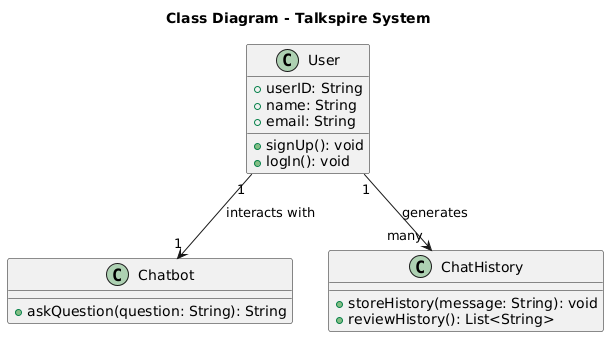 Class Diagram - Talkspire System
C User
userID: String
name: String
email: String
signUp(): void
logIn(): void
1
1
interacts with
generates
1
many
C Chatbot
askQuestion(question: String): String
C ChatHistory
storeHistory(message: String): void
reviewHistory(): List<String>